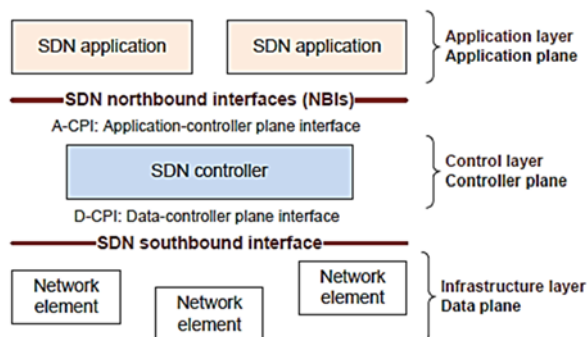 SDN application
SDN application
Application layer
Application plane
SDN northbound interfaces (NBIs)
A-CPI: Application-controller plane interface
SDN controller
Control layer
Controller plane
D-CPI: Data-controller plane interface
SDN southbound interface
Network
element
Network
element
Network
element
Infrastructure layer
Data plane